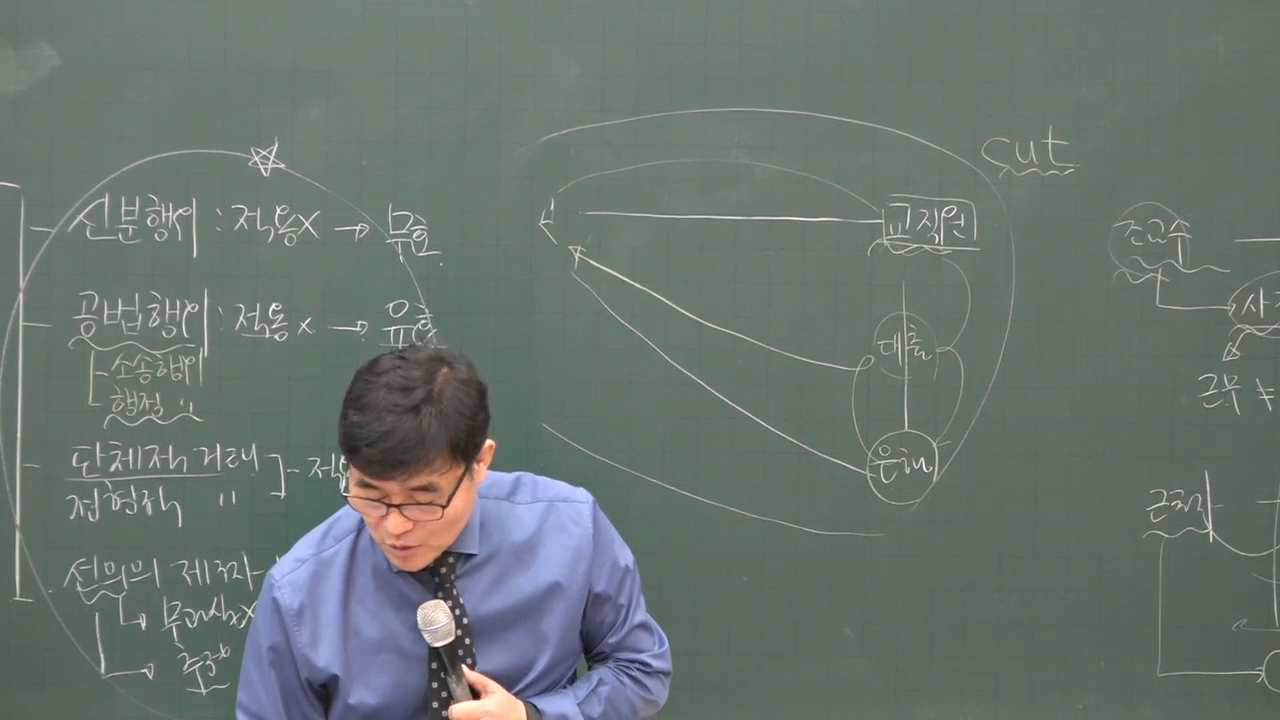 신분행위 : 적용X → 무효
공법행위 : 적용x → 유효
- 소송행위
행정 〃
단체적 거래
정형적 〃
- 적
선의의 제3자
무과실X
추정
cut
교직원
대출
은행
조교수
사
근무 ≠
근로자